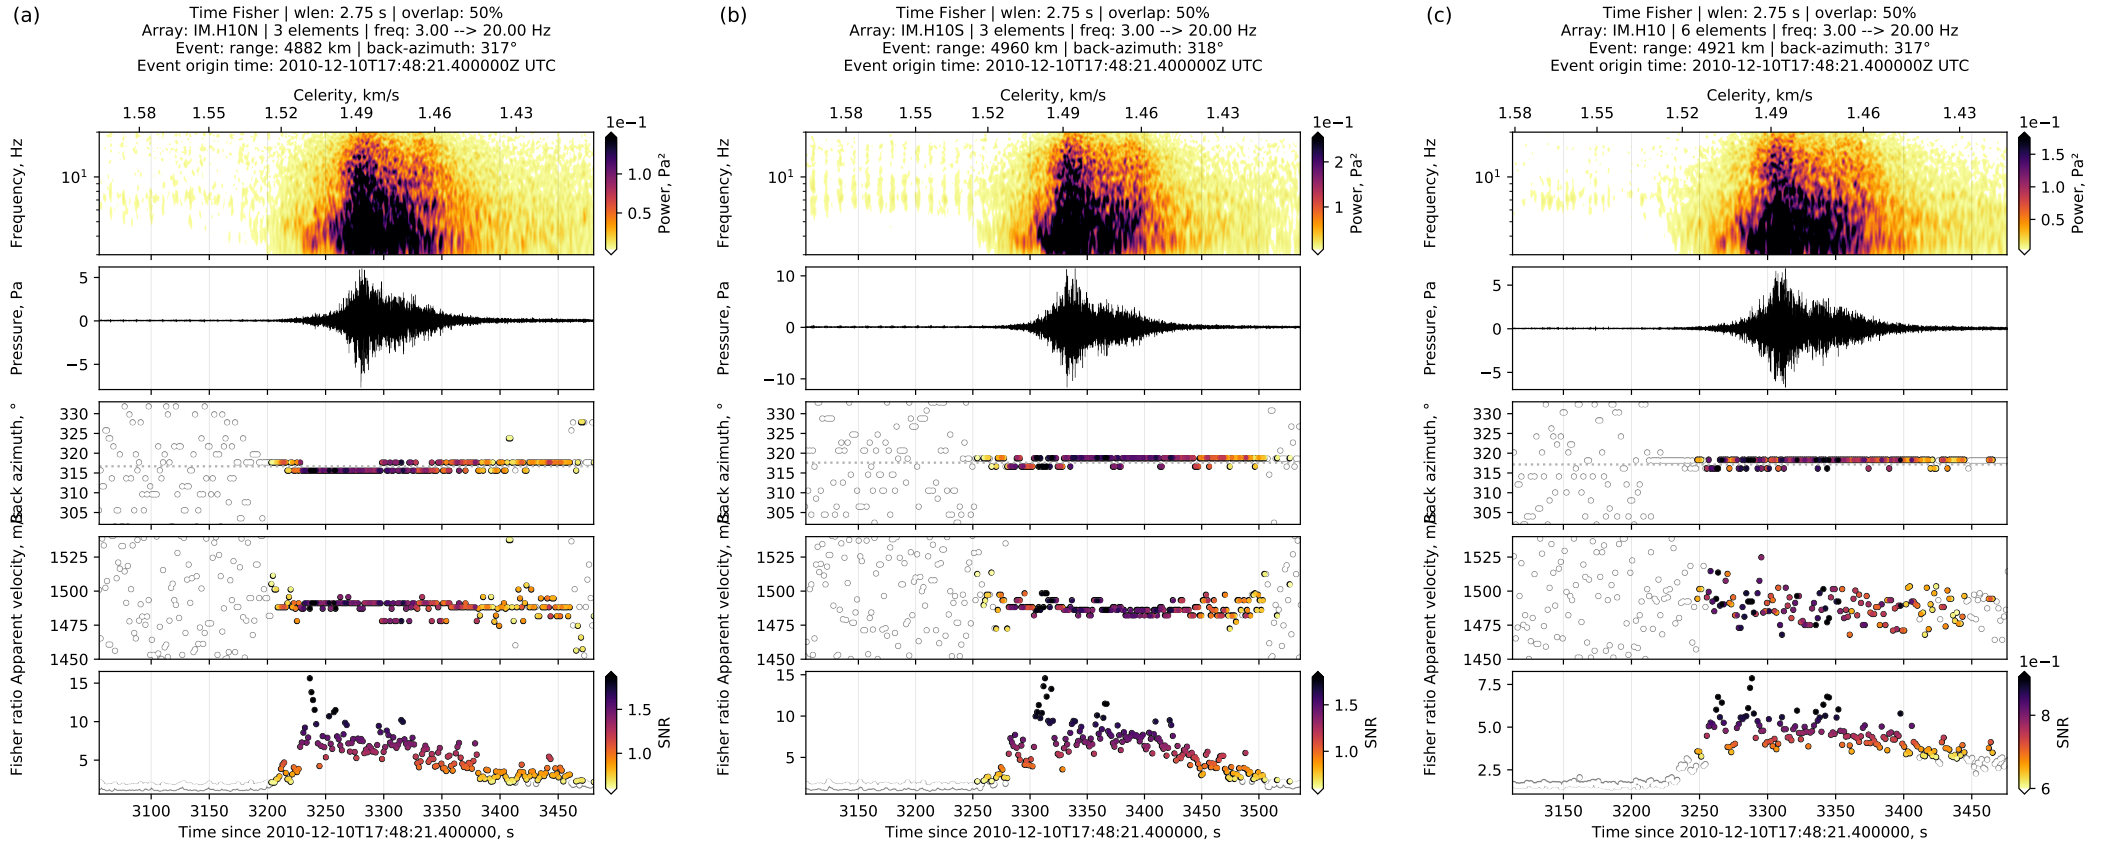 (a)
Time Fisher | wlen: 2.75 s | overlap: 50%
Array: IM.H10N | 3 elements | freq: 3.00 --> 20.00 Hz
Event: range: 4882 km | back-azimuth: 317°
Event origin time: 2010-12-10T17:48:21.400000Z UTC
Celerity, km/s
1.58 1.55 1.52 1.49 1.46 1.43
1e−1
Frequency, Hz
10¹
1.0
0.5
Power, Pa²
Pressure, Pa
5
0
−5
Back azimuth, °
330
325
320
315
310
305
Apparent velocity, m/s
1525
1500
1475
1450
Fisher ratio
15
10
5
1.5
1.0
SNR
3100 3150 3200 3250 3300 3350 3400 3450
Time since 2010-12-10T17:48:21.400000, s
(b)
Time Fisher | wlen: 2.75 s | overlap: 50%
Array: IM.H10S | 3 elements | freq: 3.00 --> 20.00 Hz
Event: range: 4960 km | back-azimuth: 318°
Event origin time: 2010-12-10T17:48:21.400000Z UTC
Celerity, km/s
1.58 1.55 1.52 1.49 1.46 1.43
1e−1
Frequency, Hz
10¹
2
1
Power, Pa²
Pressure, Pa
10
0
−10
Back azimuth, °
330
325
320
315
310
305
Apparent velocity, m/s
1525
1500
1475
1450
Fisher ratio
15
10
5
1.5
1.0
SNR
3150 3200 3250 3300 3350 3400 3450 3500
Time since 2010-12-10T17:48:21.400000, s
(c)
Time Fisher | wlen: 2.75 s | overlap: 50%
Array: IM.H10 | 6 elements | freq: 3.00 --> 20.00 Hz
Event: range: 4921 km | back-azimuth: 317°
Event origin time: 2010-12-10T17:48:21.400000Z UTC
Celerity, km/s
1.58 1.55 1.52 1.49 1.46 1.43
1e−1
Frequency, Hz
10¹
1.5
1.0
0.5
Power, Pa²
Pressure, Pa
5
0
−5
Back azimuth, °
330
325
320
315
310
305
Apparent velocity, m/s
1525
1500
1475
1450
1e−1
Fisher ratio
7.5
5.0
2.5
8
6
SNR
3150 3200 3250 3300 3350 3400 3450
Time since 2010-12-10T17:48:21.400000, s